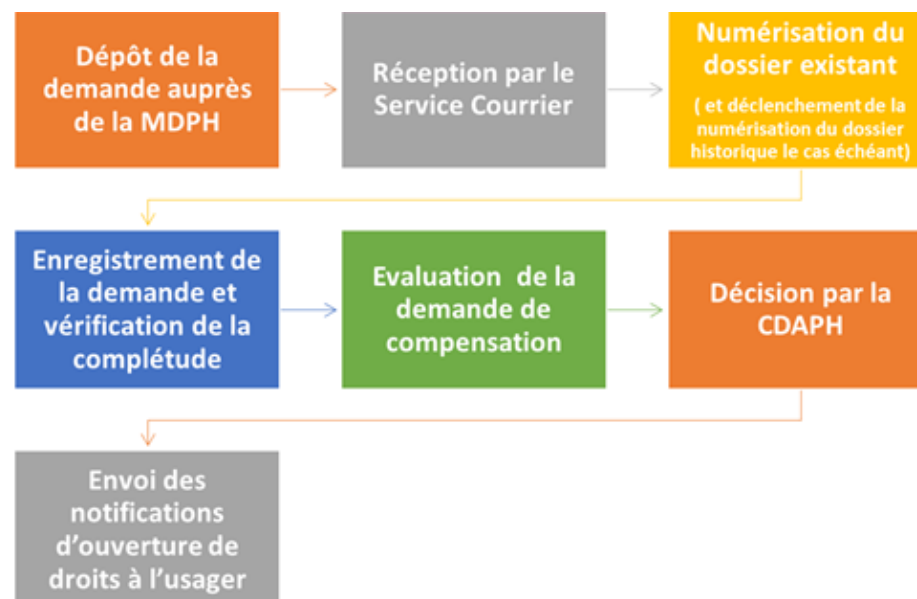 Dépôt de la
demande auprès
de la MDPH
Réception par le
Service Courrier
Numérisation du
dossier existant
( et déclenchement de la
numérisation du dossier
historique le cas échéant)
Enregistrement de
la demande et
vérification de la
complétude
Evaluation de la
demande de
compensation
Décision par la
CDAPH
Envoi des
notifications
d’ouverture de
droits à l’usager